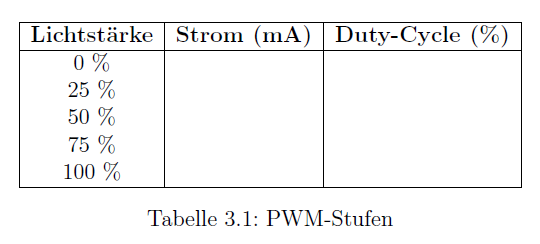 Lichtstärke Strom (mA) Duty-Cycle (%)
0 %
25 %
50 %
75 %
100 %
Tabelle 3.1: PWM-Stufen